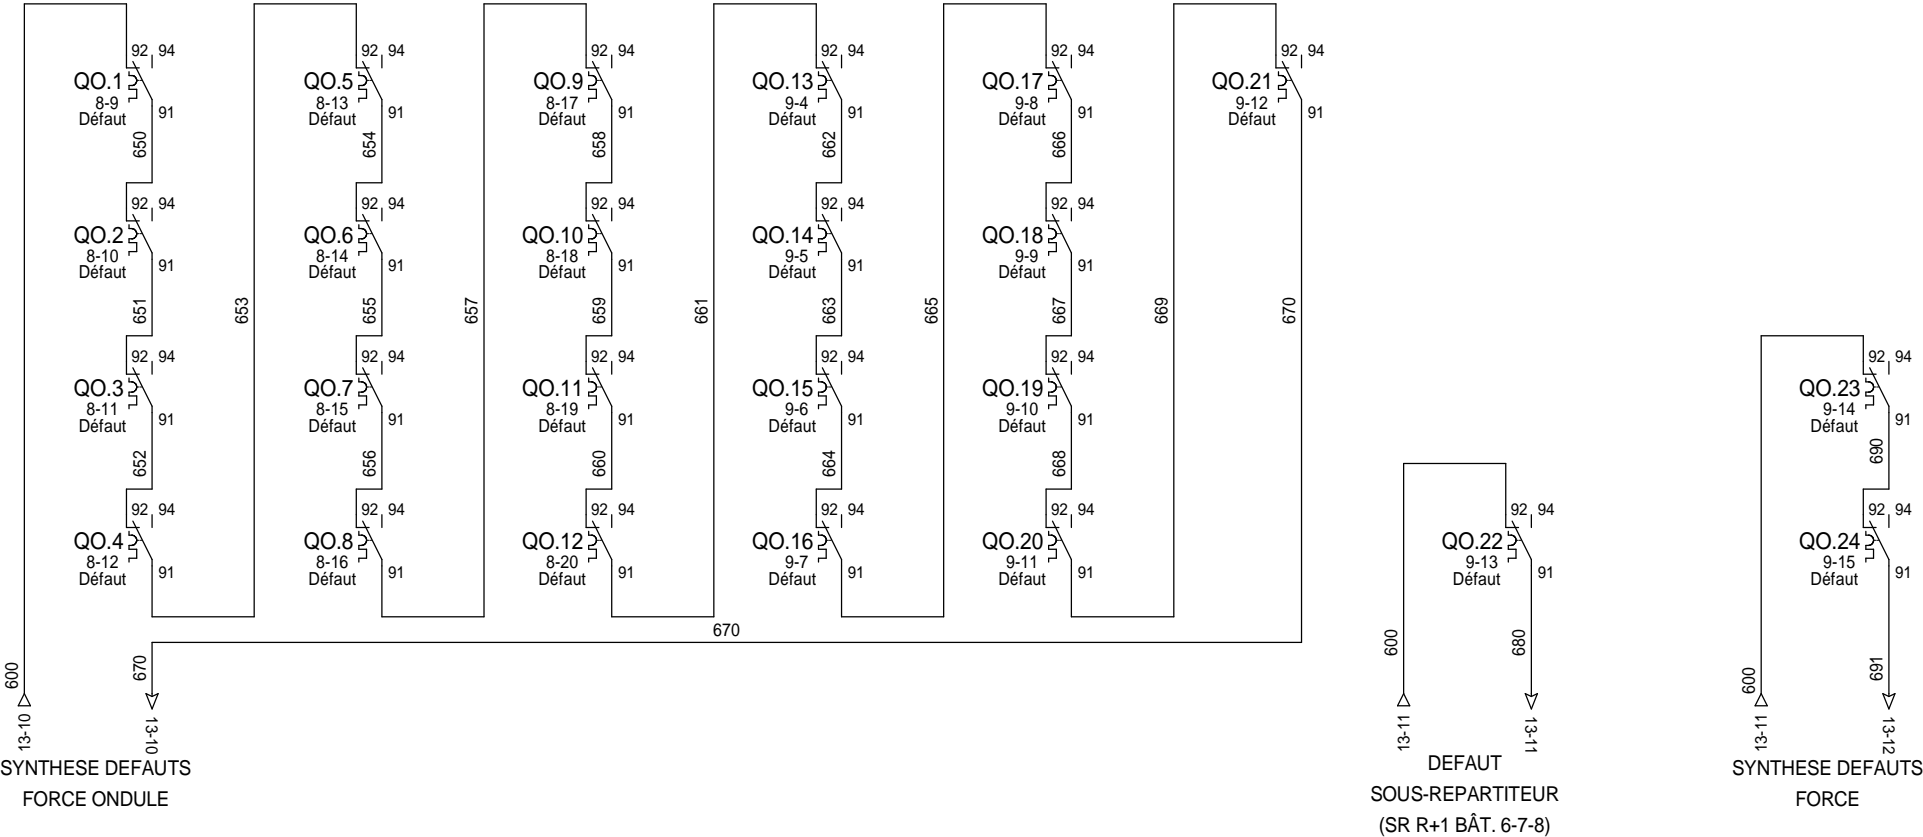 92 94
QO.1
8-9
Défaut
91
650
92 94
QO.2
8-10
Défaut
91
651
92 94
QO.3
8-11
Défaut
91
652
92 94
QO.4
8-12
Défaut
91
653
92 94
QO.5
8-13
Défaut
91
654
92 94
QO.6
8-14
Défaut
91
655
92 94
QO.7
8-15
Défaut
91
656
92 94
QO.8
8-16
Défaut
91
657
92 94
QO.9
8-17
Défaut
91
658
92 94
QO.10
8-18
Défaut
91
659
92 94
QO.11
8-19
Défaut
91
660
92 94
QO.12
8-20
Défaut
91
661
92 94
QO.13
9-4
Défaut
91
662
92 94
QO.14
9-5
Défaut
91
663
92 94
QO.15
9-6
Défaut
91
664
92 94
QO.16
9-7
Défaut
91
665
92 94
QO.17
9-8
Défaut
91
666
92 94
QO.18
9-9
Défaut
91
667
92 94
QO.19
9-10
Défaut
91
668
92 94
QO.20
9-11
Défaut
91
669
92 94
QO.21
9-12
Défaut
91
670
670
600
670
13-10
13-10
SYNTHESE DEFAUTS
FORCE ONDULE
92 94
QO.22
9-13
Défaut
91
600
680
13-11
13-11
DEFAUT
SOUS-REPARTITEUR
(SR R+1 BÂT. 6-7-8)
92 94
QO.23
9-14
Défaut
91
690
92 94
QO.24
9-15
Défaut
91
600
691
13-11
13-12
SYNTHESE DEFAUTS
FORCE